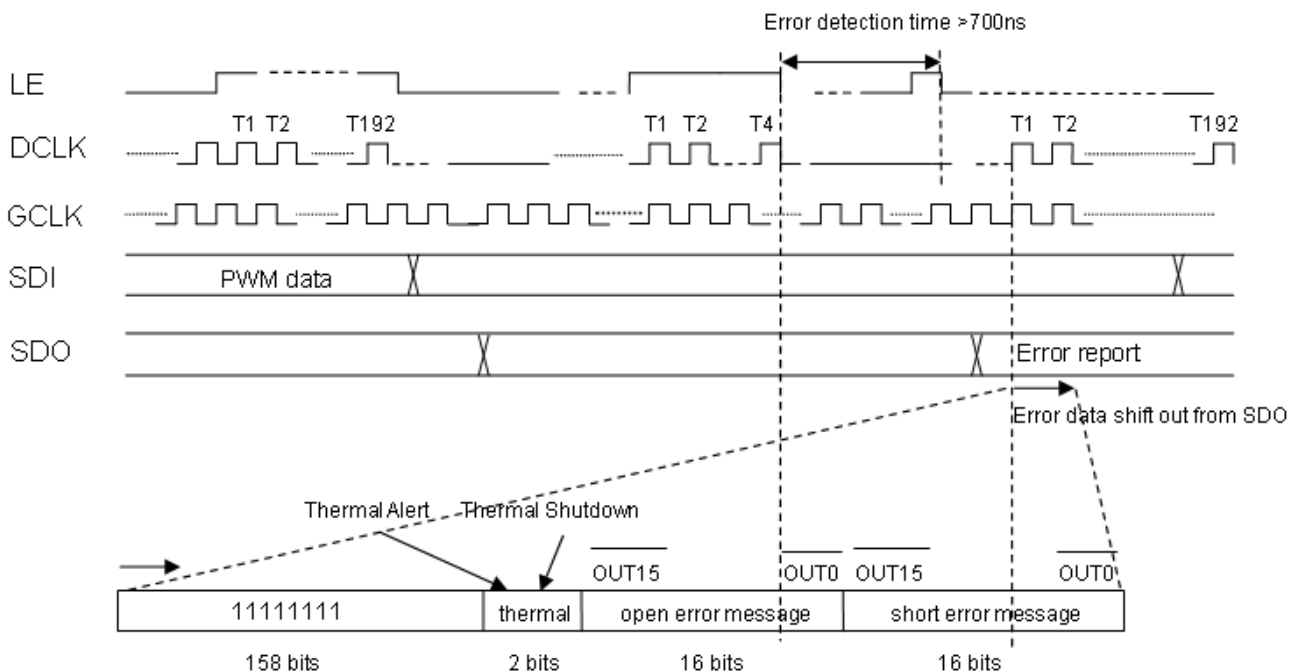 Error detection time >700ns
LE
T1 T2 T192 T1 T2 T4 T1 T2 T192
DCLK
GCLK
SDI PWM data
SDO Error report
Error data shift out from SDO
Thermal Alert Thermal Shutdown
OUT15 OUT0 OUT15 OUT0
11111111 thermal open error message short error message
158 bits 2 bits 16 bits 16 bits